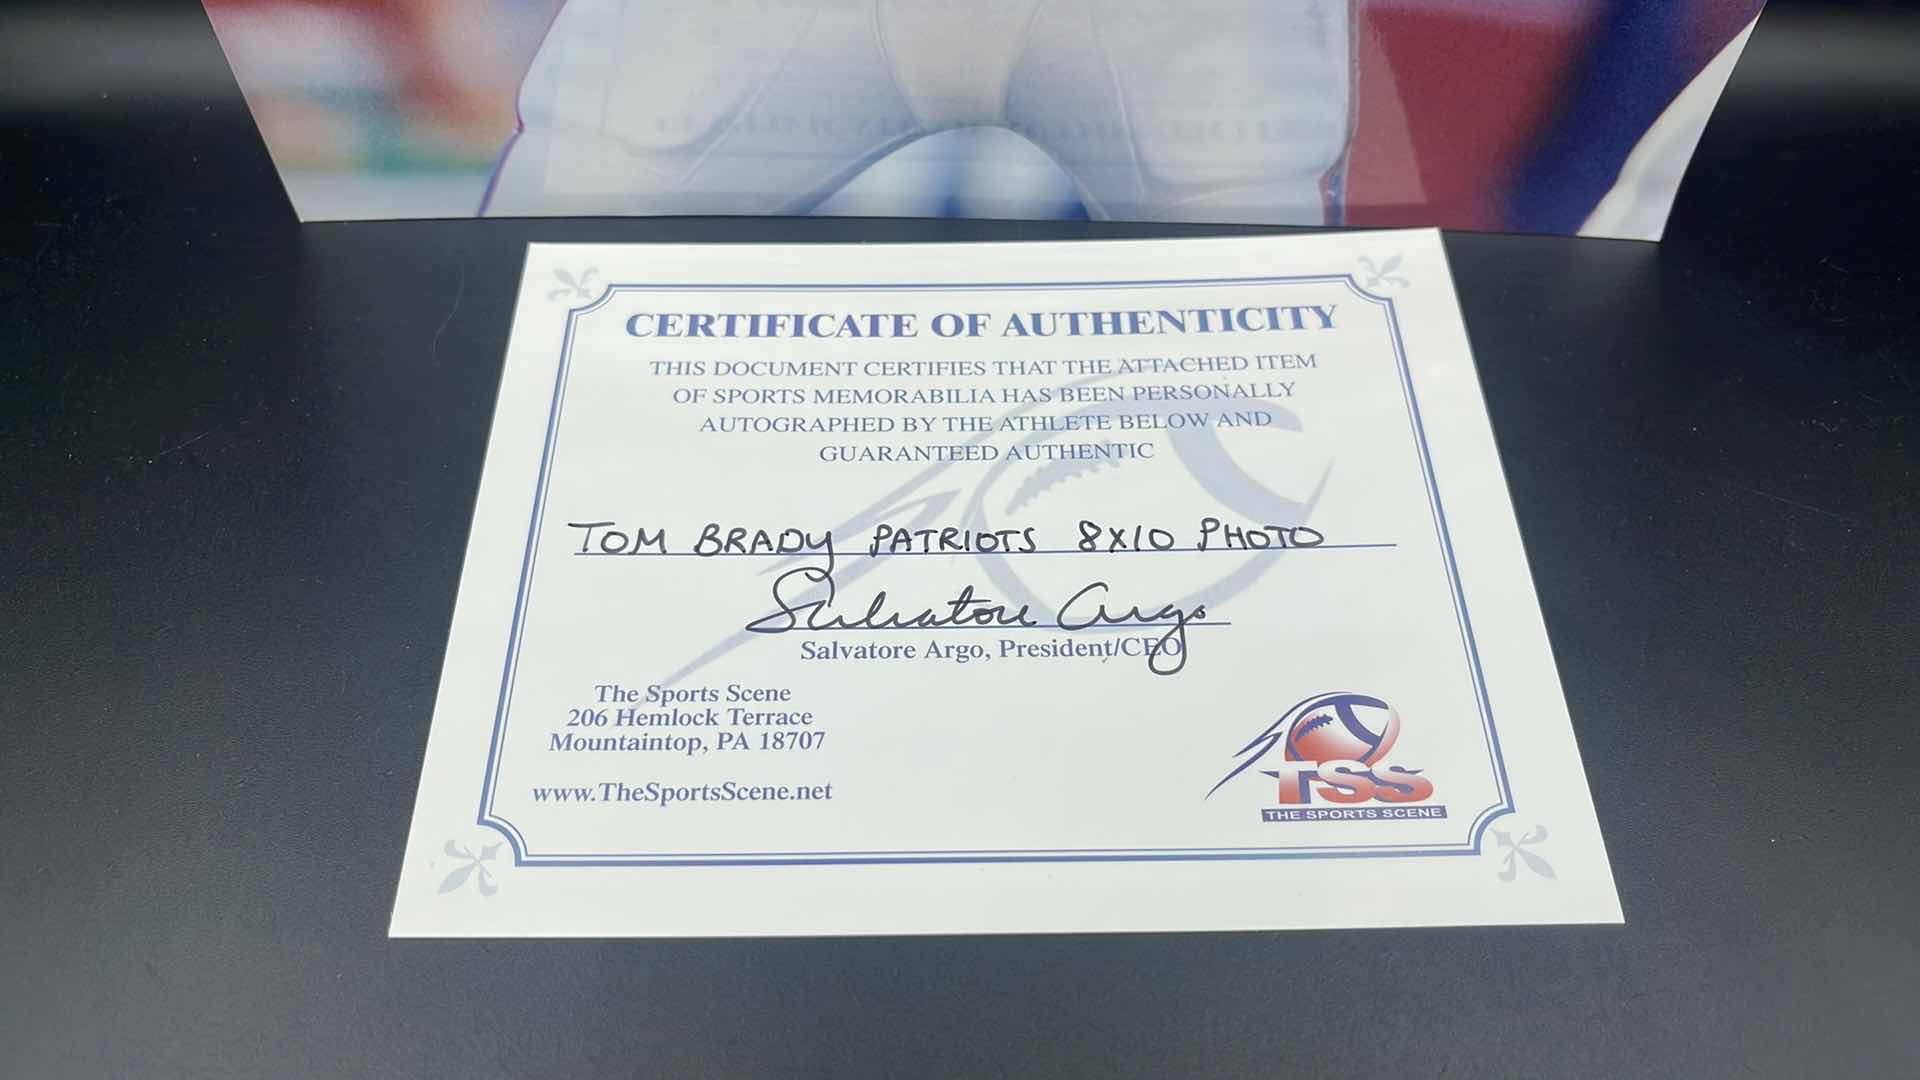 CERTIFICATE OF AUTHENTICITY
THIS DOCUMENT CERTIFIES THAT THE ATTACHED ITEM
OF SPORTS MEMORABILIA HAS BEEN PERSONALLY
AUTOGRAPHED BY THE ATHLETE BELOW AND
GUARANTEED AUTHENTIC
TOM BRADY PATRIOTS 8X10 PHOTO
Salvatore Argo
Salvatore Argo, President/CEO
The Sports Scene
206 Hemlock Terrace
Mountaintop, PA 18707
www.TheSportsScene.net
TSS
THE SPORTS SCENE